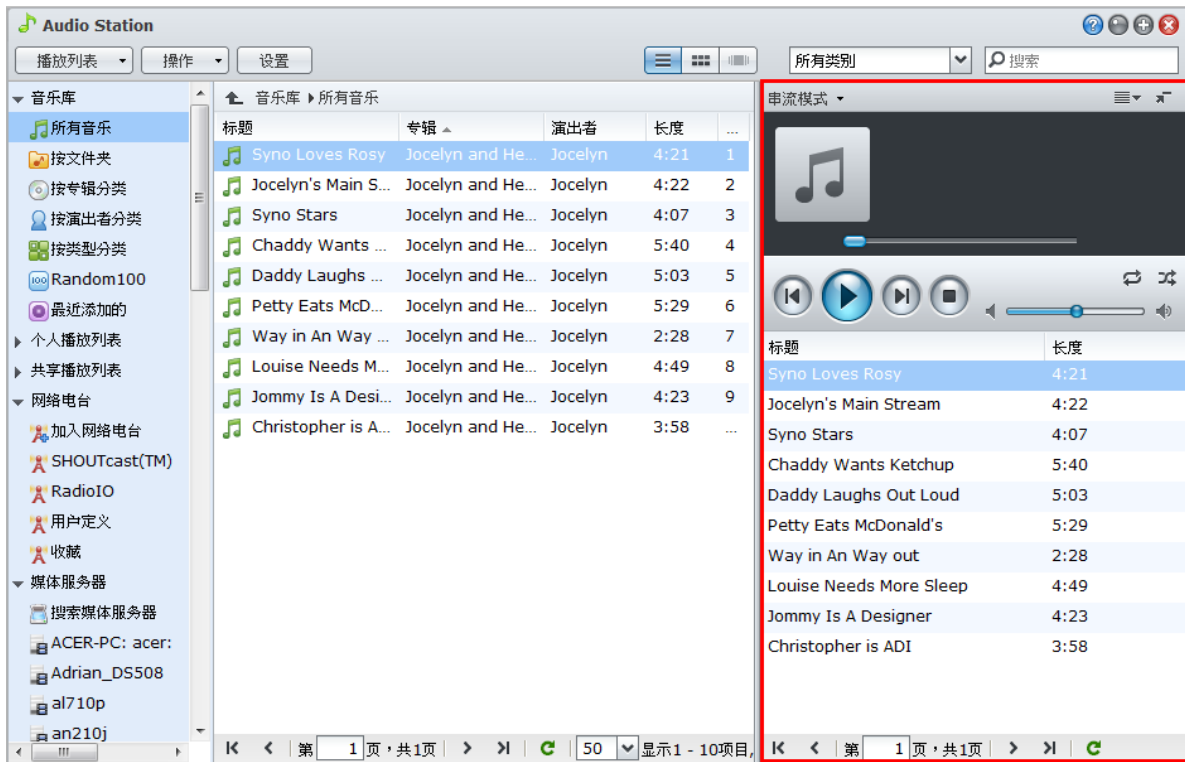 Audio Station
播放列表 操作 设置 所有类别 搜索
音乐库
所有音乐
按文件夹
按专辑分类
按演出者分类
按类型分类
100 Random100
最近添加的
个人播放列表
共享播放列表
网络电台
加入网络电台
SHOUTcast(TM)
RadioIO
用户定义
收藏
媒体服务器
搜索媒体服务器
ACER-PC: acer:
Adrian_DS508
al710p
an210j
音乐库 所有音乐
标题 专辑 演出者 长度 ...
Syno Loves Rosy Jocelyn and He... Jocelyn 4:21 1
Jocelyn's Main S... Jocelyn and He... Jocelyn 4:22 2
Syno Stars Jocelyn and He... Jocelyn 4:07 3
Chaddy Wants ... Jocelyn and He... Jocelyn 5:40 4
Daddy Laughs ... Jocelyn and He... Jocelyn 5:03 5
Petty Eats McD... Jocelyn and He... Jocelyn 5:29 6
Way in An Way ... Jocelyn and He... Jocelyn 2:28 7
Louise Needs M... Jocelyn and He... Jocelyn 4:49 8
Jommy Is A Desi... Jocelyn and He... Jocelyn 4:23 9
Christopher is A... Jocelyn and He... Jocelyn 3:58 ...
第 1 页，共1页 50 显示1 - 10项目,
串流模式
标题 长度
Syno Loves Rosy 4:21
Jocelyn's Main Stream 4:22
Syno Stars 4:07
Chaddy Wants Ketchup 5:40
Daddy Laughs Out Loud 5:03
Petty Eats McDonald's 5:29
Way in An Way out 2:28
Louise Needs More Sleep 4:49
Jommy Is A Designer 4:23
Christopher is ADI 3:58
第 1 页，共1页